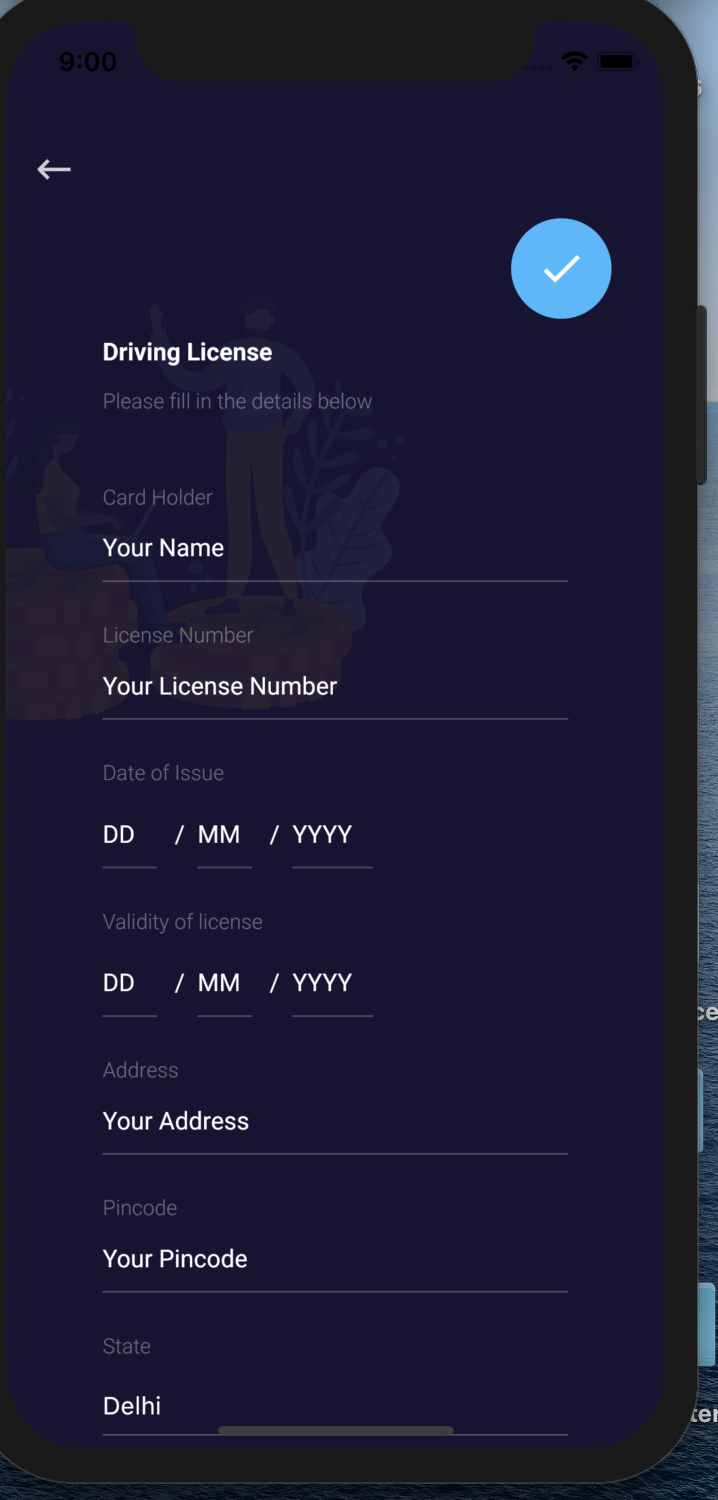 9:00
Driving License
Please fill in the details below
Card Holder
Your Name
License Number
Your License Number
Date of Issue
DD / MM / YYYY
Validity of license
DD / MM / YYYY
Address
Your Address
Pincode
Your Pincode
State
Delhi